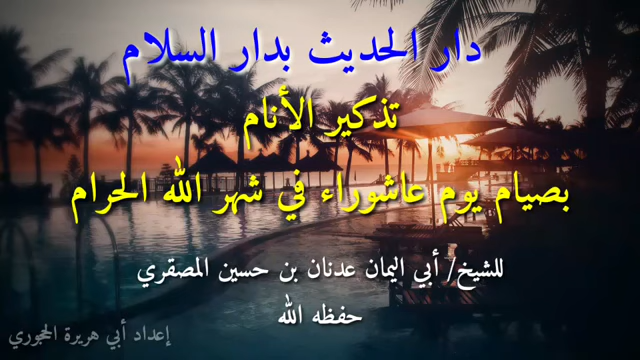 دار الحديث بدار السلام
تذكير الأنام
بصيام يوم عاشوراء في شهر الله الحرام
للشيخ/ أبي اليمان عدنان بن حسين المصقري
حفظه الله
إعداد أبي هريرة الحجوري